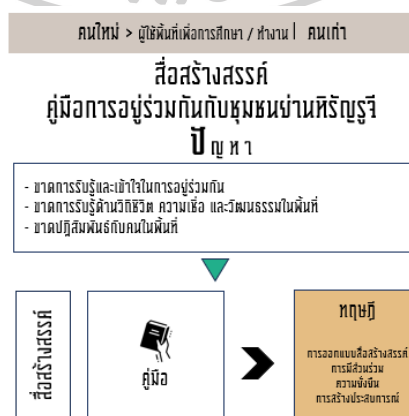 คนใหม่ > ผู้ใช้พื้นที่เพื่อการศึกษา / ทำงาน | คนเก่า
สื่อสร้างสรรค์
คู่มือการอยู่ร่วมกันกับชุมชนย่านหิรัญรูจี
ปัญหา
- ขาดการรับรู้และเข้าใจในการอยู่ร่วมกัน
- ขาดการรับรู้ด้านวิถีชีวิต ความเชื่อ และวัฒนธรรมในพื้นที่
- ขาดปฏิสัมพันธ์กับคนในพื้นที่
สื่อสร้างสรรค์
คู่มือ
ทฤษฎี
การออกแบบสื่อสร้างสรรค์
การมีส่วนร่วม
ความยั่งยืน
การสร้างประสบการณ์